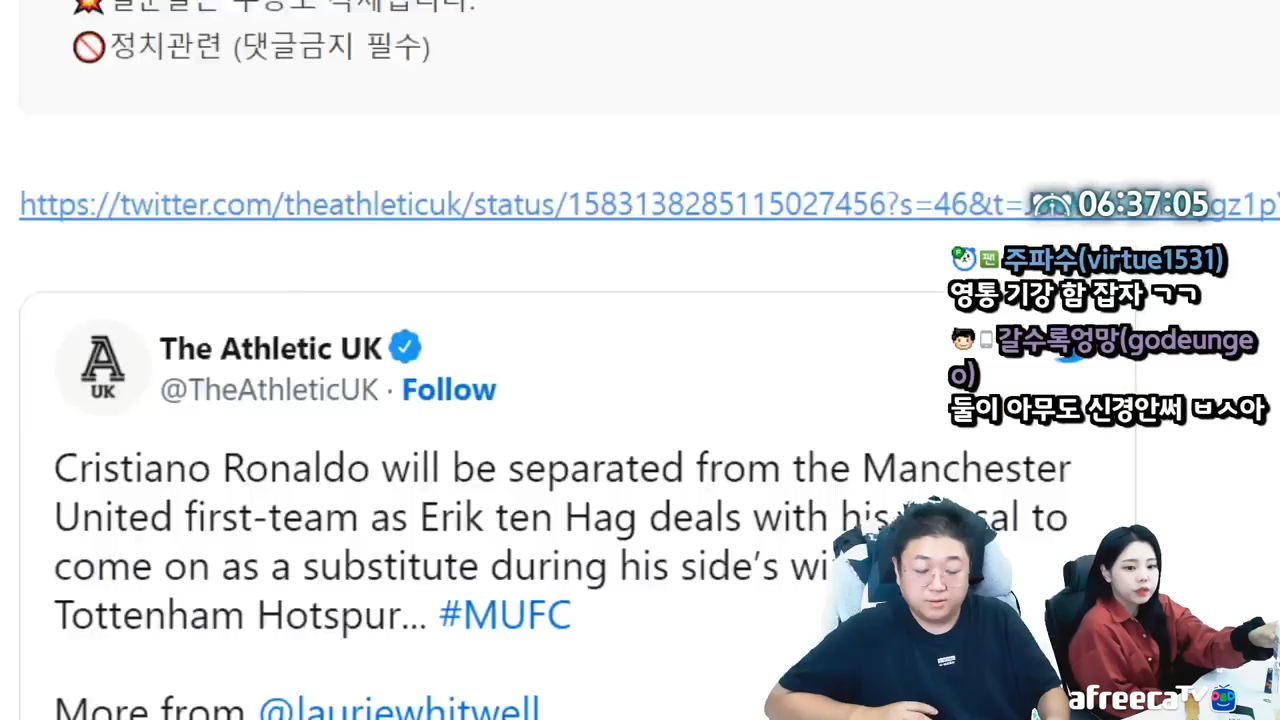 정치관련 (댓글금지 필수)
https://twitter.com/theathleticuk/status/1583138285115027456?s=46&t=
06:37:05
주파수(virtue1531)
영통 기강 함 잡자 ㄱㄱ
갈수록엉망(godeunge
o)
둘이 아무도 신경안써 ㅂㅅ아
UK
The Athletic UK
@TheAthleticUK · Follow
Cristiano Ronaldo will be separated from the Manchester
United first-team as Erik ten Hag deals with his to
come on as a substitute during his side’s
Tottenham Hotspur... #MUFC
More from @lauriewhitwell
afreecaTV